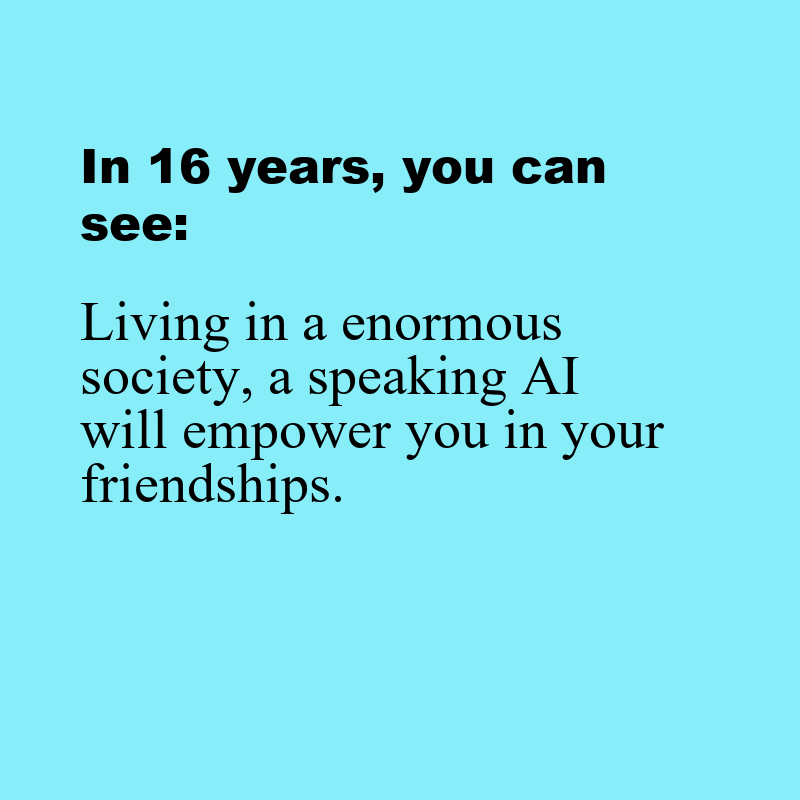 In 16 years, you can
see:
Living in a enormous
society, a speaking AI
will empower you in your
friendships.